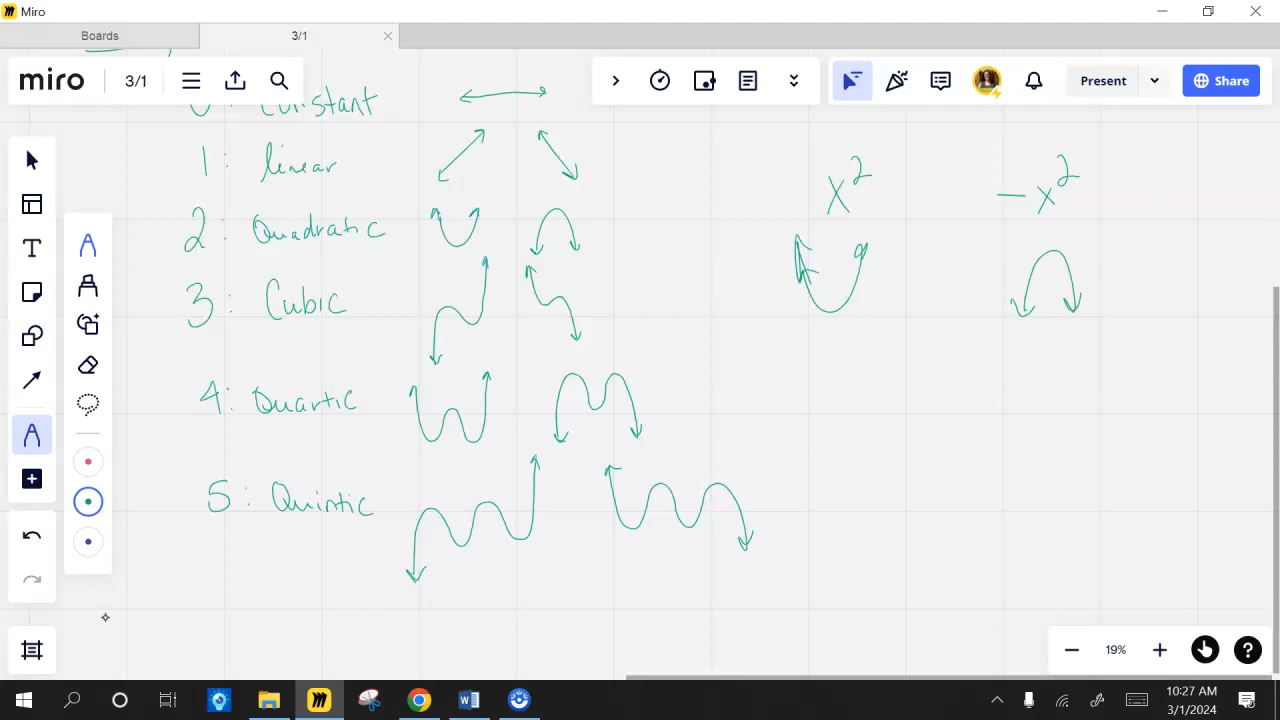 Miro
Boards
3/1
miro
3/1
Present
Share
0: Constant
1: linear
2: Quadratic
3: Cubic
4: Quartic
5: Quintic
x²
-x²
19%
10:27 AM
3/1/2024